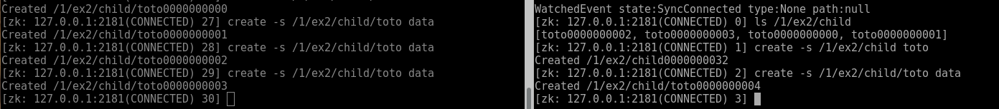 Created /1/ex2/child/toto0000000000
[zk: 127.0.0.1:2181(CONNECTED) 27] create -s /1/ex2/child/toto data
Created /1/ex2/child/toto0000000001
[zk: 127.0.0.1:2181(CONNECTED) 28] create -s /1/ex2/child/toto data
Created /1/ex2/child/toto0000000002
[zk: 127.0.0.1:2181(CONNECTED) 29] create -s /1/ex2/child/toto data
Created /1/ex2/child/toto0000000003
[zk: 127.0.0.1:2181(CONNECTED) 30]
WatchedEvent state:SyncConnected type:None path:null
[zk: 127.0.0.1:2181(CONNECTED) 0] ls /1/ex2/child
[toto0000000002, toto0000000003, toto0000000000, toto0000000001]
[zk: 127.0.0.1:2181(CONNECTED) 1] create -s /1/ex2/child toto
Created /1/ex2/child0000000032
[zk: 127.0.0.1:2181(CONNECTED) 2] create -s /1/ex2/child/toto data
Created /1/ex2/child/toto0000000004
[zk: 127.0.0.1:2181(CONNECTED) 3]